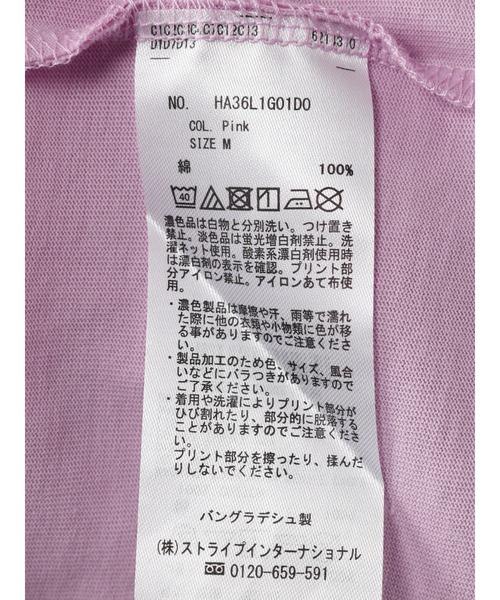 NO. HA36L1G01D0
COL. Pink
SIZE M
綿 100%
40
濃色品は白物と分別洗い。つけ置き
禁止。淡色品は蛍光増白剤禁止。洗
濯ネット使用。酸素系漂白剤使用時
は漂白剤の表示を確認。プリント部
分アイロン禁止。アイロンあて布使
用。
・濃色製品は摩擦や汗、雨等で濡れ
た際に他の衣類や小物類に色が移
る事がありますのでご注意くださ
い。
・製品加工のため色、サイズ、風合
いなどにバラつきがありますので
ご了承ください。
・着用や洗濯によりプリント部分が
ひび割れたり、部分的に脱落する
ことがありますのでご注意くださ
い。
プリント部分を擦ったり、揉んだ
りしないでください。
バングラデシュ製
(株)ストライプインターナショナル
0120-659-591